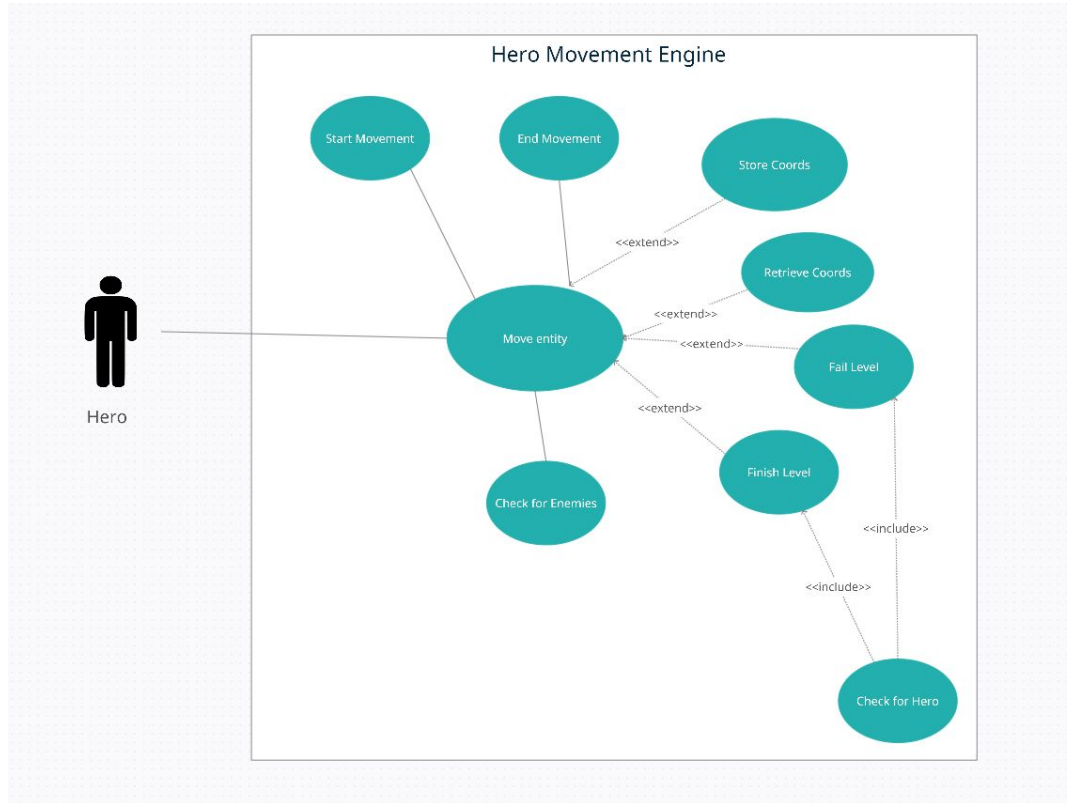 Hero Movement Engine
Start Movement
End Movement
Store Coords
<<extend>>
Retrieve Coords
<<extend>>
Move entity
<<extend>>
Fail Level
Hero
<<extend>>
Finish Level
Check for Enemies
<<include>>
<<include>>
Check for Hero